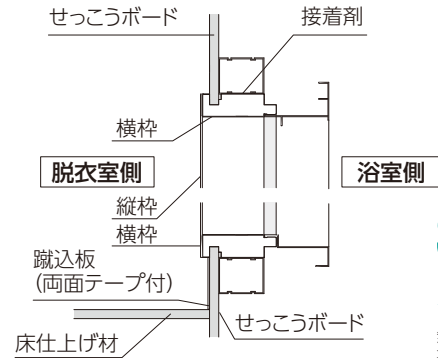 せっこうボード
接着剤
横枠
脱衣室側
浴室側
縦枠
横枠
蹴込板
(両面テープ付)
せっこうボード
床仕上げ材